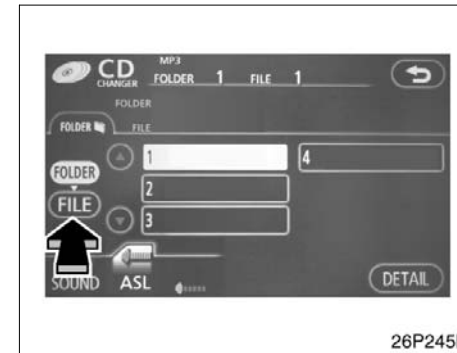 CD CHANGER
MP3
FOLDER 1 FILE 1
FOLDER
FOLDER FILE
FOLDER
FILE
1
2
3
4
SOUND ASL DETAIL
26P245